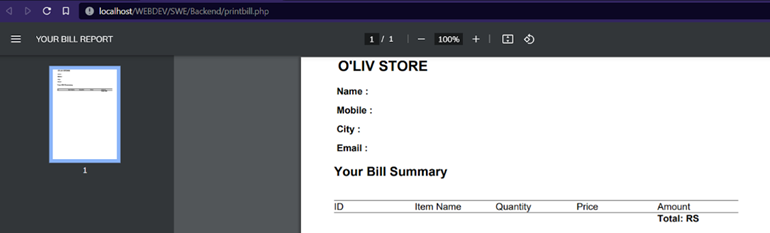 localhost/WEBDEV/SWE/Backend/printbill.php
YOUR BILL REPORT
1 / 1
100%
1
O'LIV STORE
Name :
Mobile :
City :
Email :
Your Bill Summary
ID Item Name Quantity Price Amount
Total: RS